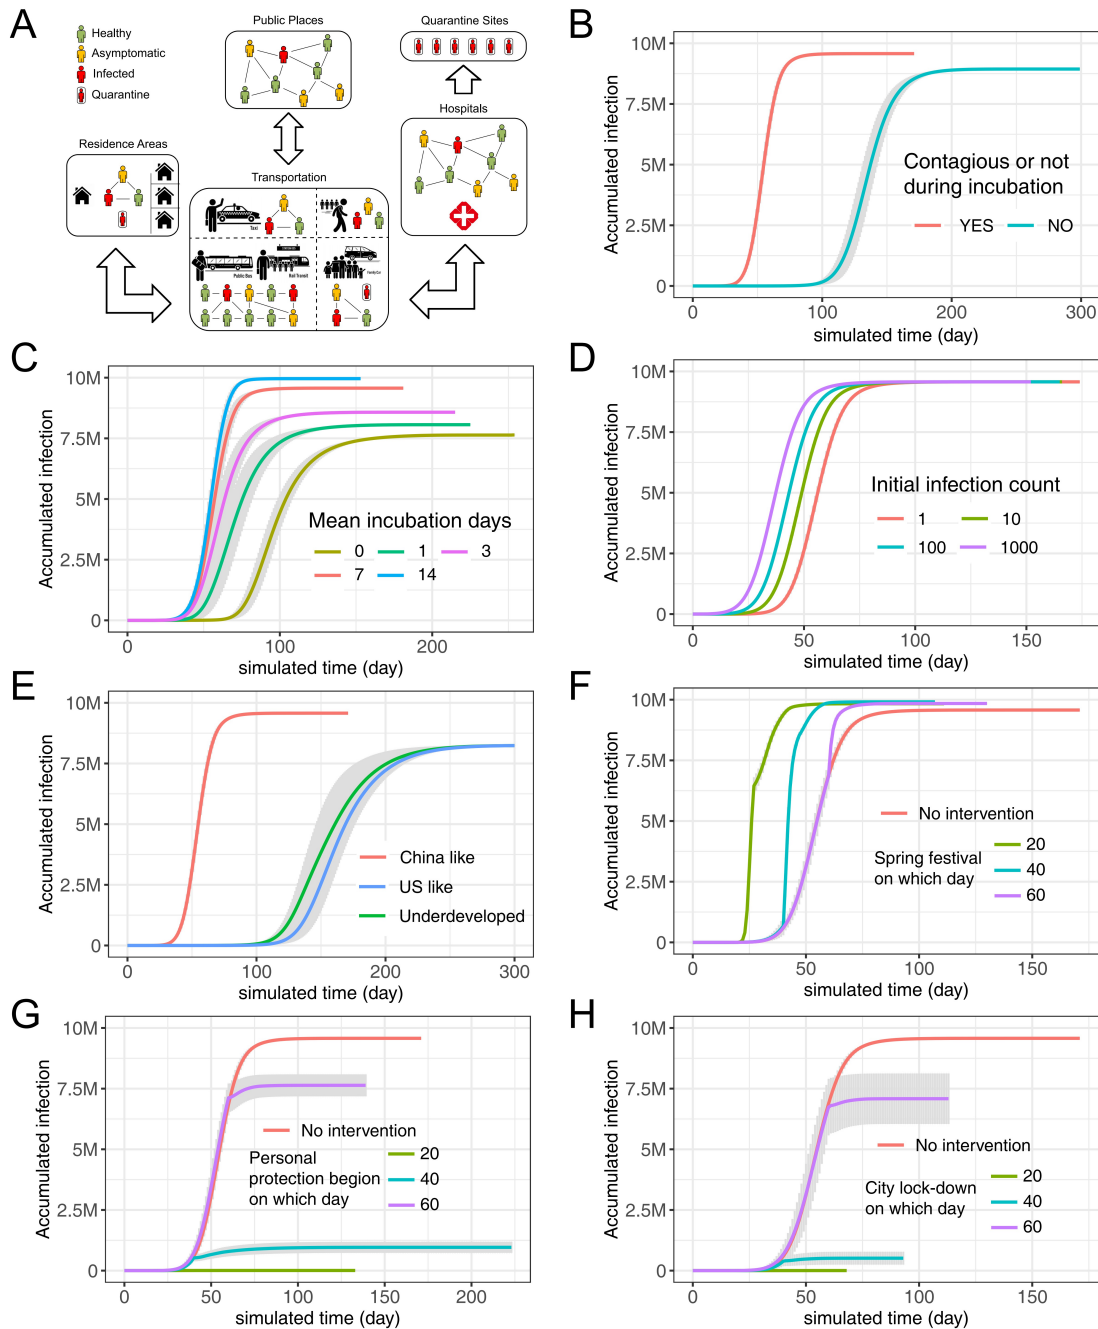 A
Healthy
Asymptomatic
Infected
Quarantine
Public Places
Quarantine Sites
Hospitals
Residence Areas
Transportation
Taxi
Public Bus
Rail Transit
Family Car
B
Accumulated infection
10M
7.5M
5M
2.5M
0
Contagious or not
during incubation
YES NO
0 100 200 300
simulated time (day)
C
Accumulated infection
10M
7.5M
5M
2.5M
0
Mean incubation days
0 1 3
7 14
0 100 200
simulated time (day)
D
Accumulated infection
10M
7.5M
5M
2.5M
0
Initial infection count
1 10
100 1000
0 50 100 150
simulated time (day)
E
Accumulated infection
10M
7.5M
5M
2.5M
0
China like
US like
Underdeveloped
0 100 200 300
simulated time (day)
F
Accumulated infection
10M
7.5M
5M
2.5M
0
No intervention
Spring festival
on which day
20
40
60
0 50 100 150
simulated time (day)
G
Accumulated infection
10M
7.5M
5M
2.5M
0
No intervention
Personal
protection begin
on which day
20
40
60
0 50 100 150 200
simulated time (day)
H
Accumulated infection
10M
7.5M
5M
2.5M
0
No intervention
City lock-down
on which day
20
40
60
0 50 100 150
simulated time (day)